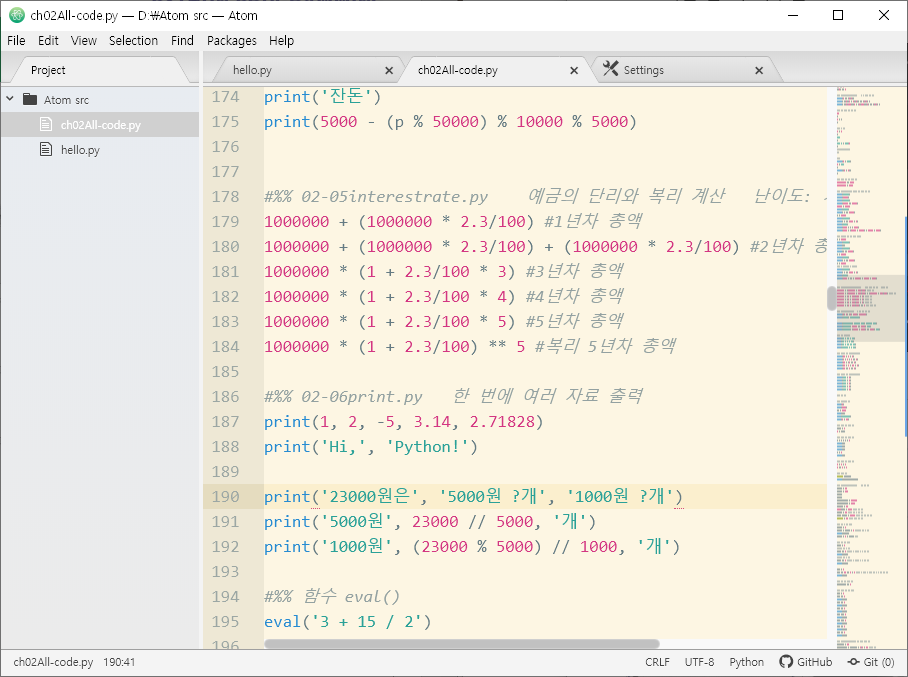 ch02All-code.py — D:\Atom src — Atom
File Edit View Selection Find Packages Help
Project
hello.py
ch02All-code.py
Settings
Atom src
ch02All-code.py
hello.py
174 print('잔돈')
175 print(5000 - (p % 50000) % 10000 % 5000)
176
177
178 #%% 02-05interestrate.py 예금의 단리와 복리 계산 난이도:
179 1000000 + (1000000 * 2.3/100) #1년차 총액
180 1000000 + (1000000 * 2.3/100) + (1000000 * 2.3/100) #2년차 총
181 1000000 * (1 + 2.3/100 * 3) #3년차 총액
182 1000000 * (1 + 2.3/100 * 4) #4년차 총액
183 1000000 * (1 + 2.3/100 * 5) #5년차 총액
184 1000000 * (1 + 2.3/100) ** 5 #복리 5년차 총액
185
186 #%% 02-06print.py 한 번에 여러 자료 출력
187 print(1, 2, -5, 3.14, 2.71828)
188 print('Hi,', 'Python!')
189
190 print('23000원은', '5000원 ?개', '1000원 ?개')
191 print('5000원', 23000 // 5000, '개')
192 print('1000원', (23000 % 5000) // 1000, '개')
193
194 #%% 함수 eval()
195 eval('3 + 15 / 2')
196
ch02All-code.py 190:41
CRLF UTF-8 Python GitHub Git (0)